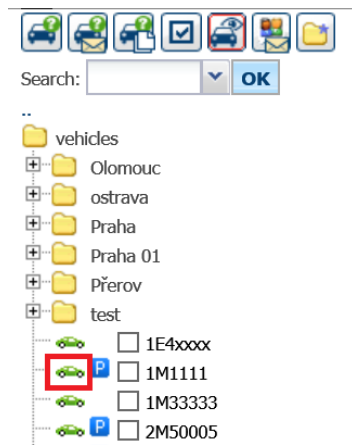 Search: OK
..
vehicles
Olomouc
ostrava
Praha
Praha 01
Přerov
test
1E4xxxx
P 1M1111
1M33333
P 2M50005